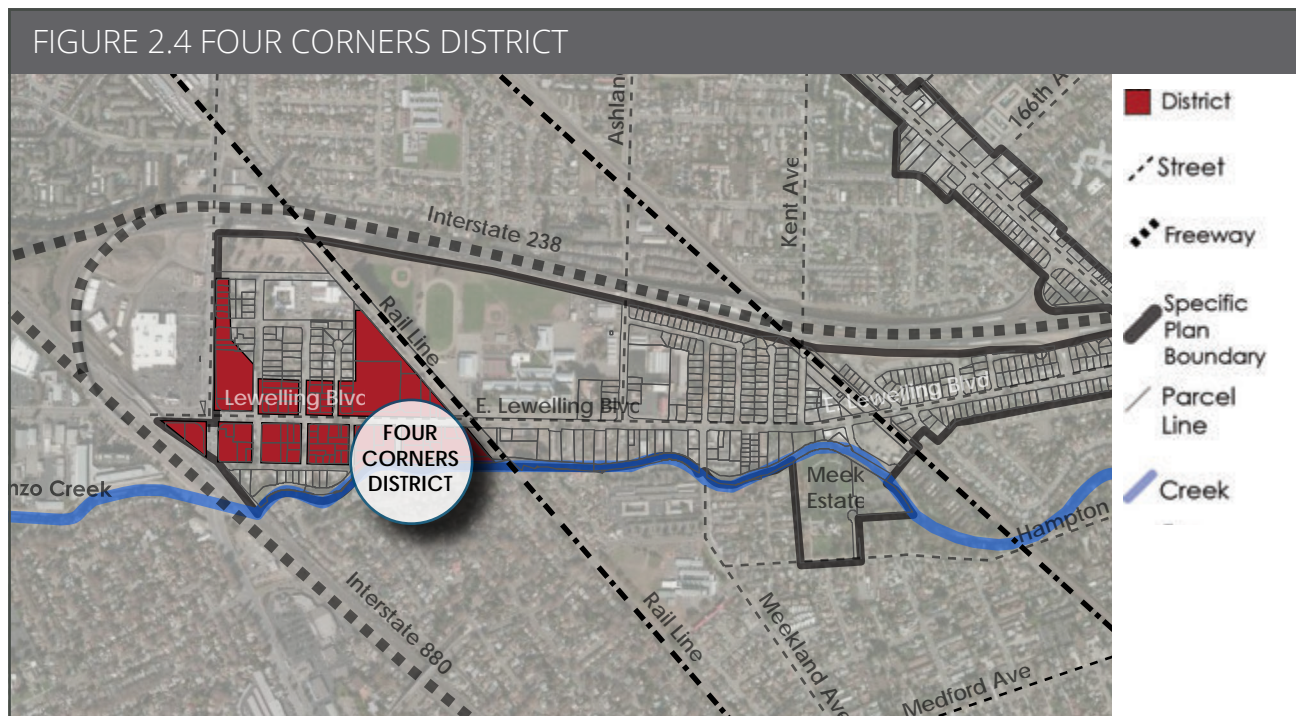 FIGURE 2.4 FOUR CORNERS DISTRICT
Ashlan
166th A
Kent Ave
Interstate 238
Rail Line
Lewelling Blvc
E. Lewelling Blvc
E. Lewelling Blvd
FOUR
CORNERS
DISTRICT
nzo Creek
Meek
Estate
Hampton
Interstate 880
Rail Line
Meekland Ave
Medford Ave
District
Street
Freeway
Specific
Plan
Boundary
Parcel
Line
Creek